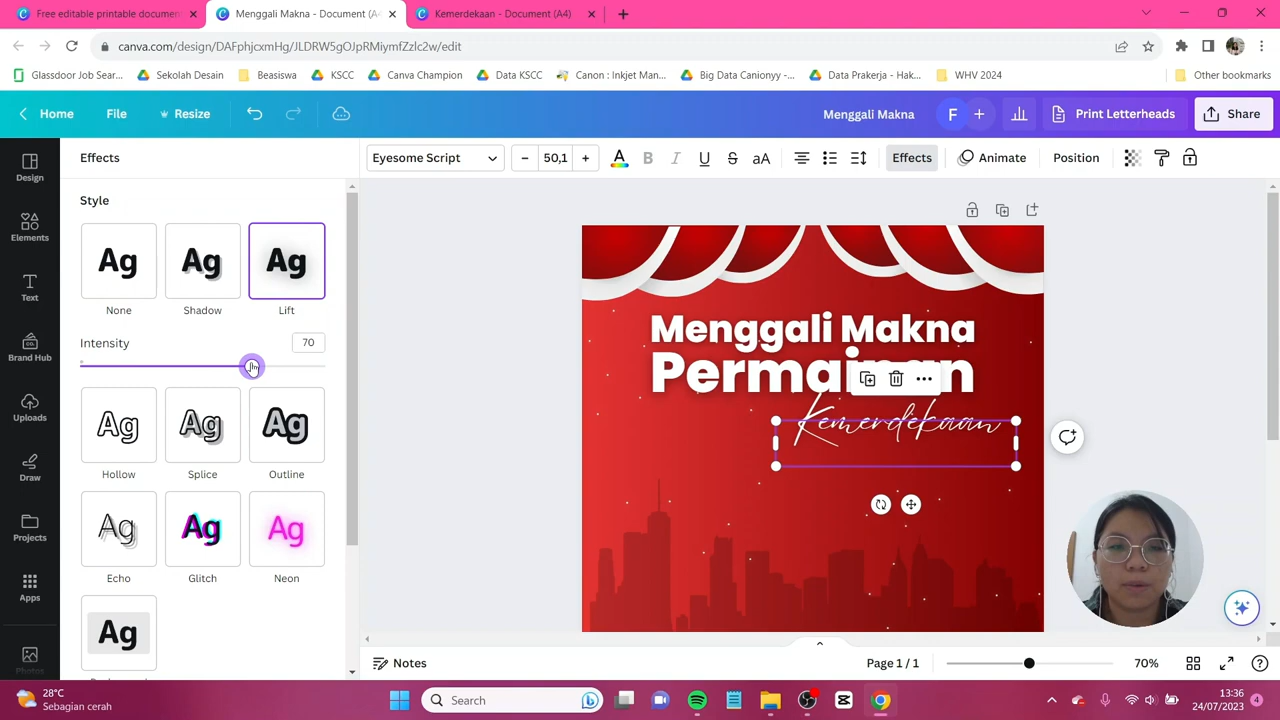 Free editable printable documen
Menggali Makna - Document (A4
Kemerdekaan - Document (A4)
canva.com/design/DAFphjcxmHg/JLDRW5gOJpRMiymfZzlc2w/edit
Glassdoor Job Sear...
Sekolah Desain
Beasiswa
KSCC
Canva Champion
Data KSCC
Canon : Inkjet Man...
Big Data Canionyy -...
Data Prakerja - Hak...
WHV 2024
Other bookmarks
Home
File
Resize
Menggali Makna
F
Print Letterheads
Share
Design
Elements
Text
Brand Hub
Uploads
Draw
Projects
Apps
Photos
Effects
Style
Ag
Ag
Ag
None
Shadow
Lift
Intensity
70
Ag
Ag
Ag
Hollow
Splice
Outline
Ag
Ag
Ag
Echo
Glitch
Neon
Ag
Eyesome Script
50,1
A
B
I
U
S
aA
Effects
Animate
Position
Menggali Makna
Permainan
Kemerdekaan
Notes
Page 1 / 1
70%
28°C
Sebagian cerah
Search
13:36
24/07/2023
4